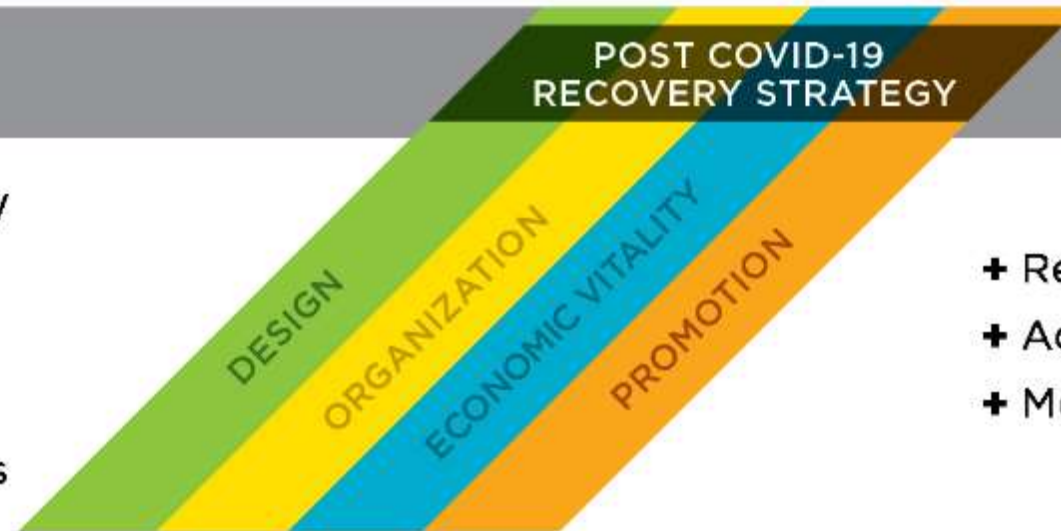 POST COVID-19
RECOVERY STRATEGY
DESIGN
ORGANIZATION
ECONOMIC VITALITY
PROMOTION